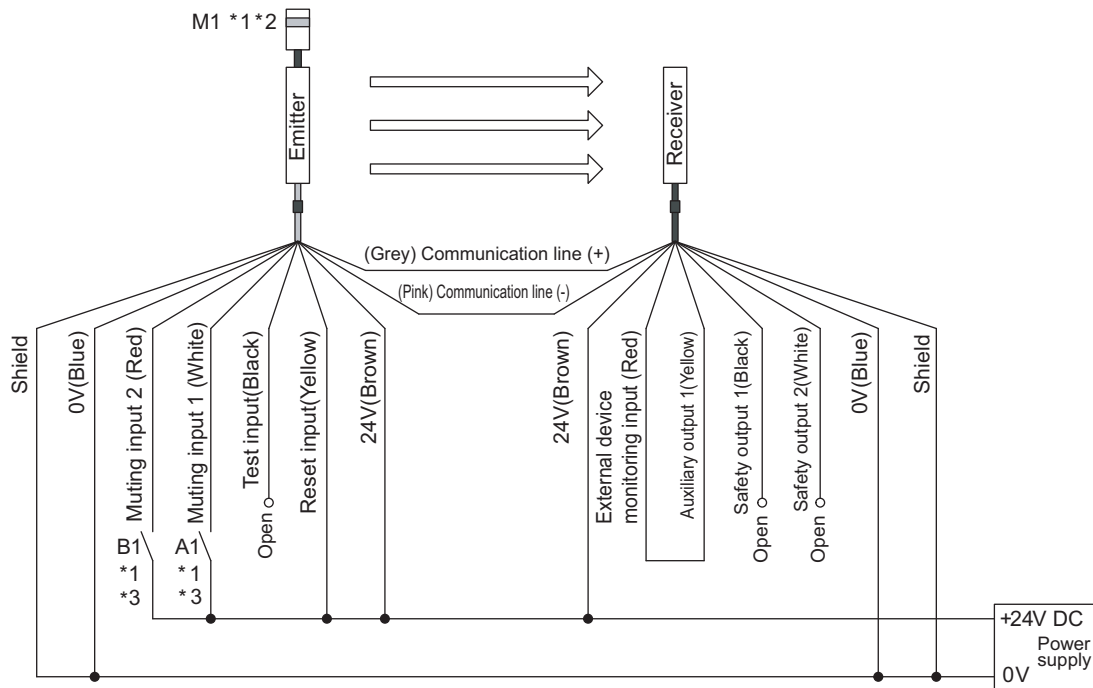 M1 *1*2
Emitter
Receiver
(Grey) Communication line (+)
(Pink) Communication line (-)
Shield
0V(Blue)
Muting input 2 (Red)
Muting input 1 (White)
Test input(Black)
Reset input(Yellow)
24V(Brown)
24V(Brown)
External device
monitoring input (Red)
Auxiliary output 1(Yellow)
Safety output 1(Black)
Safety output 2(White)
0V(Blue)
Shield
Open
Open
Open
B1
*1
*3
A1
*1
*3
+24V DC
Power
supply
0V